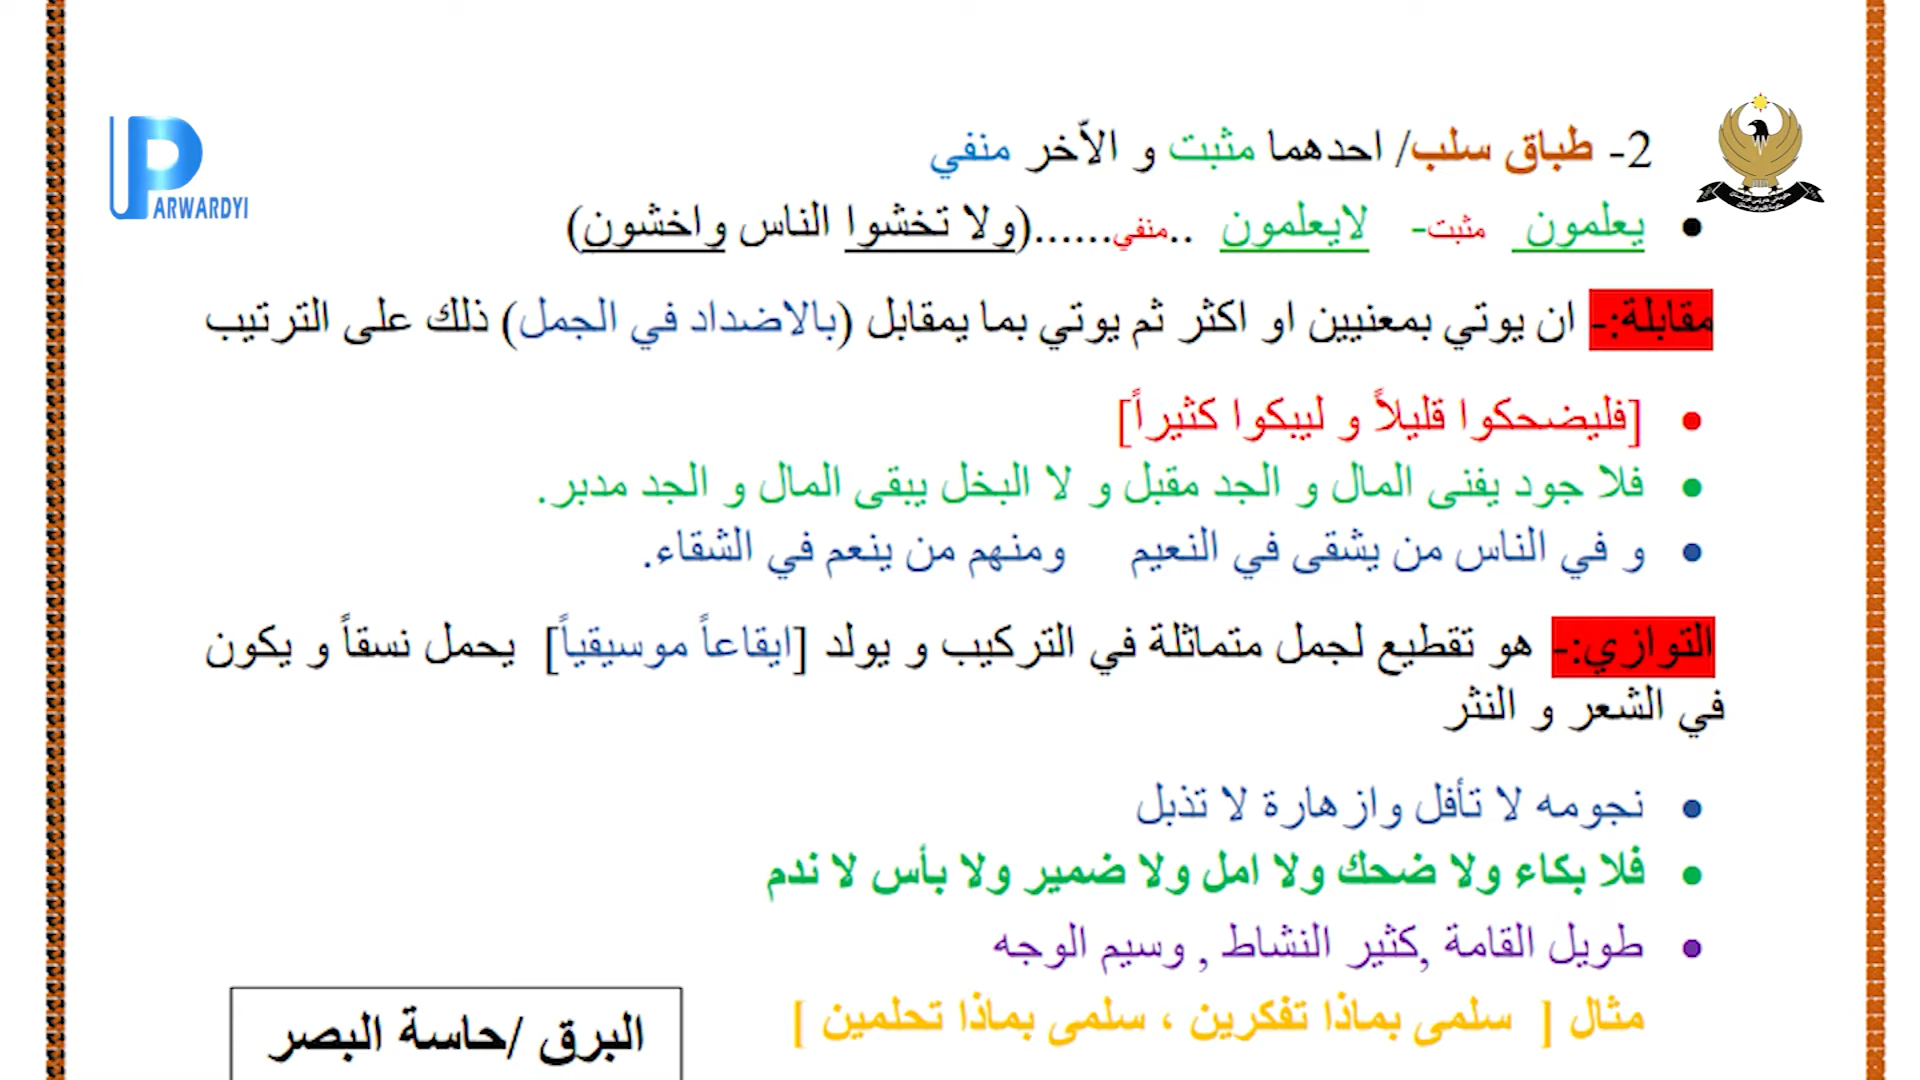 PARWARDYI
2- طباق سلب/ احدهما مثبت و الاّخر منفي
يعلمون مثبت- لايعلمون ..منفي......(ولا تخشوا الناس واخشون)
مقابلة:- ان يوتي بمعنيين او اكثر ثم يوتي بما يمقابل (بالاضداد في الجمل) ذلك على الترتيب
[فليضحكوا قليلاً و ليبكوا كثيراً]
فلا جود يفنى المال و الجد مقبل و لا البخل يبقى المال و الجد مدبر.
و في الناس من يشقى في النعيم ومنهم من ينعم في الشقاء.
التوازي:- هو تقطيع لجمل متماثلة في التركيب و يولد [ايقاعاً موسيقياً] يحمل نسقاً و يكون
في الشعر و النثر
نجومه لا تأفل وازهارة لا تذبل
فلا بكاء ولا ضحك ولا امل ولا ضمير ولا بأس لا ندم
طويل القامة ,كثير النشاط , وسيم الوجه
مثال [ سلمى بماذا تفكرين ، سلمى بماذا تحلمين ]
البرق /حاسة البصر